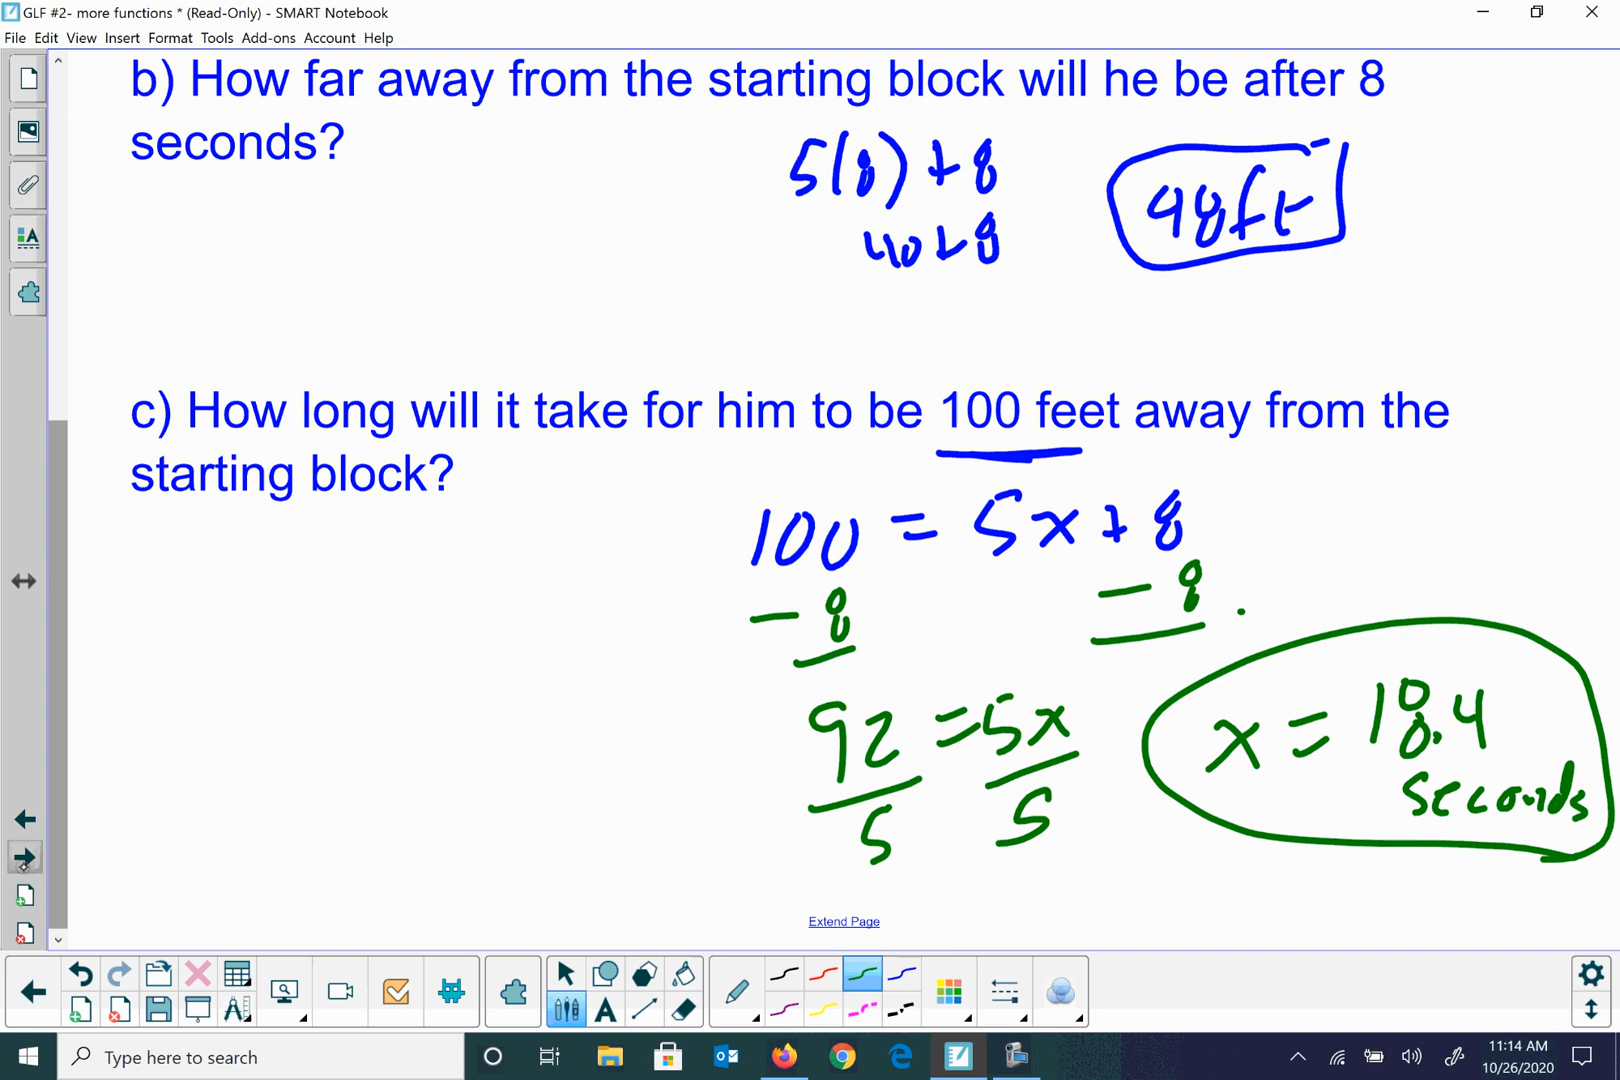 GLF #2- more functions * (Read-Only) - SMART Notebook
File Edit View Insert Format Tools Add-ons Account Help
b) How far away from the starting block will he be after 8
seconds?
5(8) + 8
40+8
48ft
c) How long will it take for him to be 100 feet away from the
starting block?
100 = 5x + 8
- 8 - 8
92 = 5x
5 5
x = 18.4
seconds
Extend Page
Type here to search
11:14 AM
10/26/2020